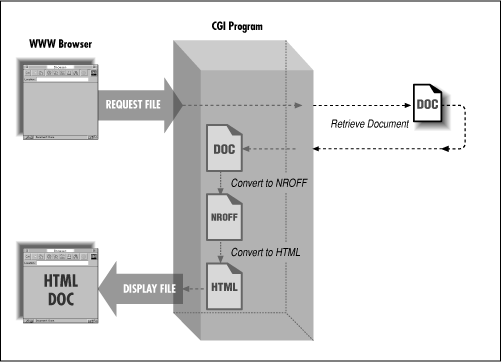 CGI Program
WWW Browser
REQUEST FILE
DOC
Retrieve Document
DOC
Convert to NROFF
NROFF
Convert to HTML
HTML
DISPLAY FILE
HTML
DOC